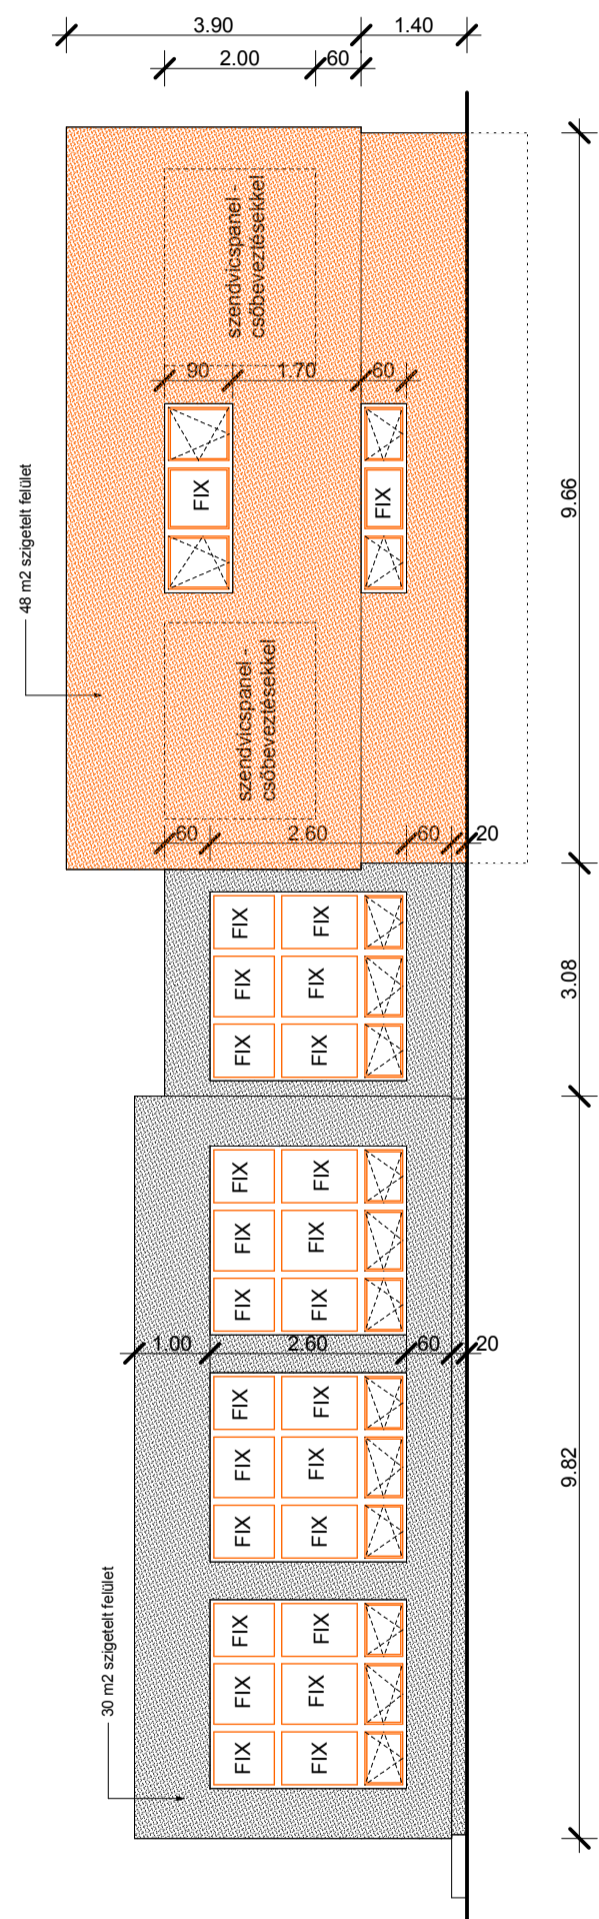 3.90
1.40
2.00
60
szendvicspanel -
csőbeveztésekkel
90
1.70
60
FIX
FIX
48 m2 szigetelt felület
9.66
szendvicspanel -
csőbeveztésekkel
60
2.60
60
20
FIX
FIX
FIX
FIX
FIX
FIX
3.08
FIX
FIX
FIX
FIX
FIX
FIX
1.00
2.60
60
20
FIX
FIX
FIX
FIX
FIX
FIX
9.82
30 m2 szigetelt felület
FIX
FIX
FIX
FIX
FIX
FIX